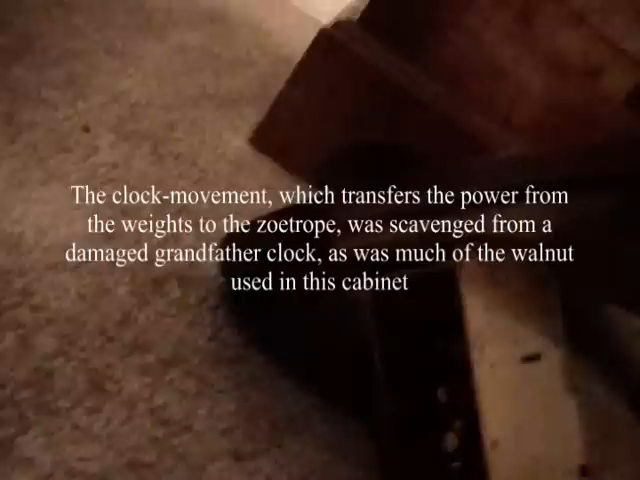 The clock-movement, which transfers the power from
the weights to the zoetrope, was scavenged from a
damaged grandfather clock, as was much of the walnut
used in this cabinet